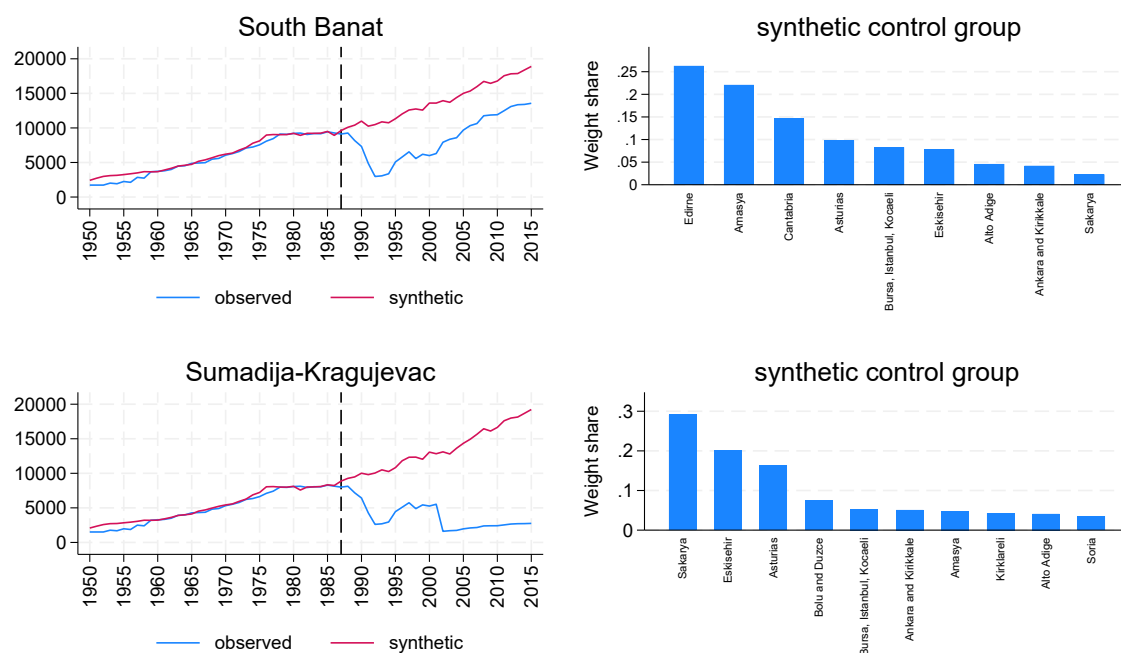 South Banat
20000
15000
10000
5000
0
1950
1955
1960
1965
1970
1975
1980
1985
1990
1995
2000
2005
2010
2015
observed
synthetic
synthetic control group
Weight share
.25
.2
.15
.1
.05
0
Edirne
Amasya
Cantabria
Asturias
Bursa, Istanbul, Kocaeli
Eskisehir
Alto Adige
Ankara and Kirikkale
Sakarya
Sumadija-Kragujevac
20000
15000
10000
5000
0
1950
1955
1960
1965
1970
1975
1980
1985
1990
1995
2000
2005
2010
2015
observed
synthetic
synthetic control group
Weight share
.3
.2
.1
0
Sakarya
Eskisehir
Asturias
Bolu and Duzce
Bursa, Istanbul, Kocaeli
Ankara and Kirikkale
Amasya
Kirklareli
Alto Adige
Soria